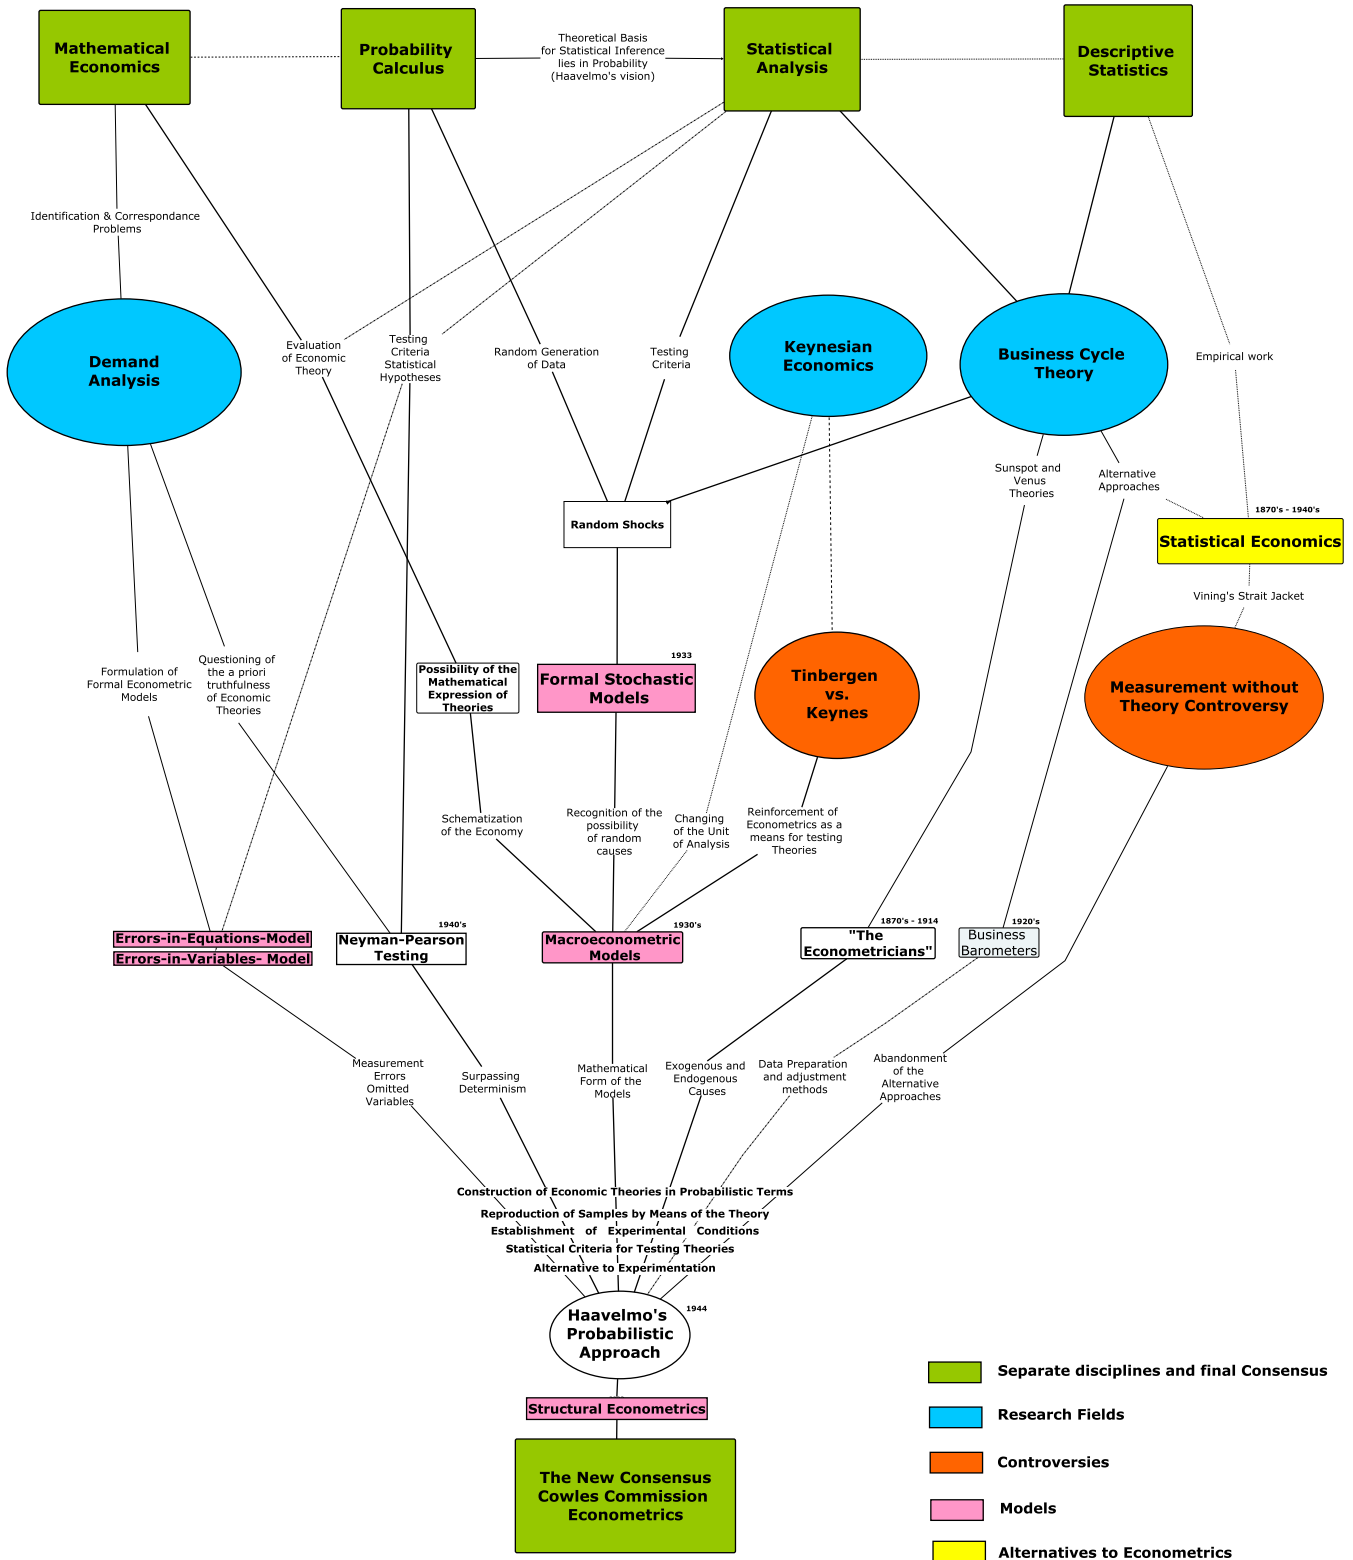 Mathematical
Economics
Probability
Calculus
Theoretical Basis
for Statistical Inference
lies in Probability
(Haavelmo's vision)
Statistical
Analysis
Descriptive
Statistics
Identification & Correspondance
Problems
Demand
Analysis
Evaluation
of Economic
Theory
Testing
Criteria
Statistical
Hypotheses
Random Generation
of Data
Testing
Criteria
Keynesian
Economics
Business Cycle
Theory
Empirical work
Sunspot and
Venus
Theories
Alternative
Approaches
1870's - 1940's
Statistical Economics
Random Shocks
Vining's Strait Jacket
Formulation of
Formal Econometric
Models
Questioning of
the a priori
truthfulness
of Economic
Theories
Possibility of the
Mathematical
Expression of
Theories
1933
Formal Stochastic
Models
Tinbergen
vs.
Keynes
Measurement without
Theory Controversy
Schematization
of the Economy
Recognition of the
possibility
of random
causes
Changing
of the Unit
of Analysis
Reinforcement of
Econometrics as a
means for testing
Theories
Errors-in-Equations-Model
Errors-in-Variables- Model
1940's
Neyman-Pearson
Testing
1930's
Macroeconometric
Models
1870's - 1914
"The
Econometricians"
1920's
Business
Barometers
Measurement
Errors
Omitted
Variables
Surpassing
Determinism
Mathematical
Form of the
Models
Exogenous and
Endogenous
Causes
Data Preparation
and adjustment
methods
Abandonment
of the
Alternative
Approaches
Construction of Economic Theories in Probabilistic Terms
Reproduction of Samples by Means of the Theory
Establishment of Experimental Conditions
Statistical Criteria for Testing Theories
Alternative to Experimentation
Haavelmo's
Probabilistic
Approach
1944
Structural Econometrics
The New Consensus
Cowles Commission
Econometrics
Separate disciplines and final Consensus
Research Fields
Controversies
Models
Alternatives to Econometrics